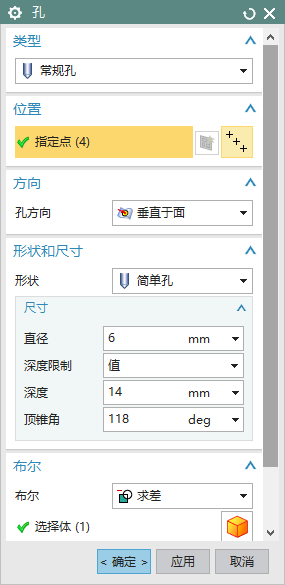 孔
类型
常规孔
位置
指定点 (4)
方向
孔方向 垂直于面
形状和尺寸
形状 简单孔
尺寸
直径 6 mm
深度限制 值
深度 14 mm
顶锥角 118 deg
布尔
布尔 求差
选择体 (1)
< 确定 > 应用 取消